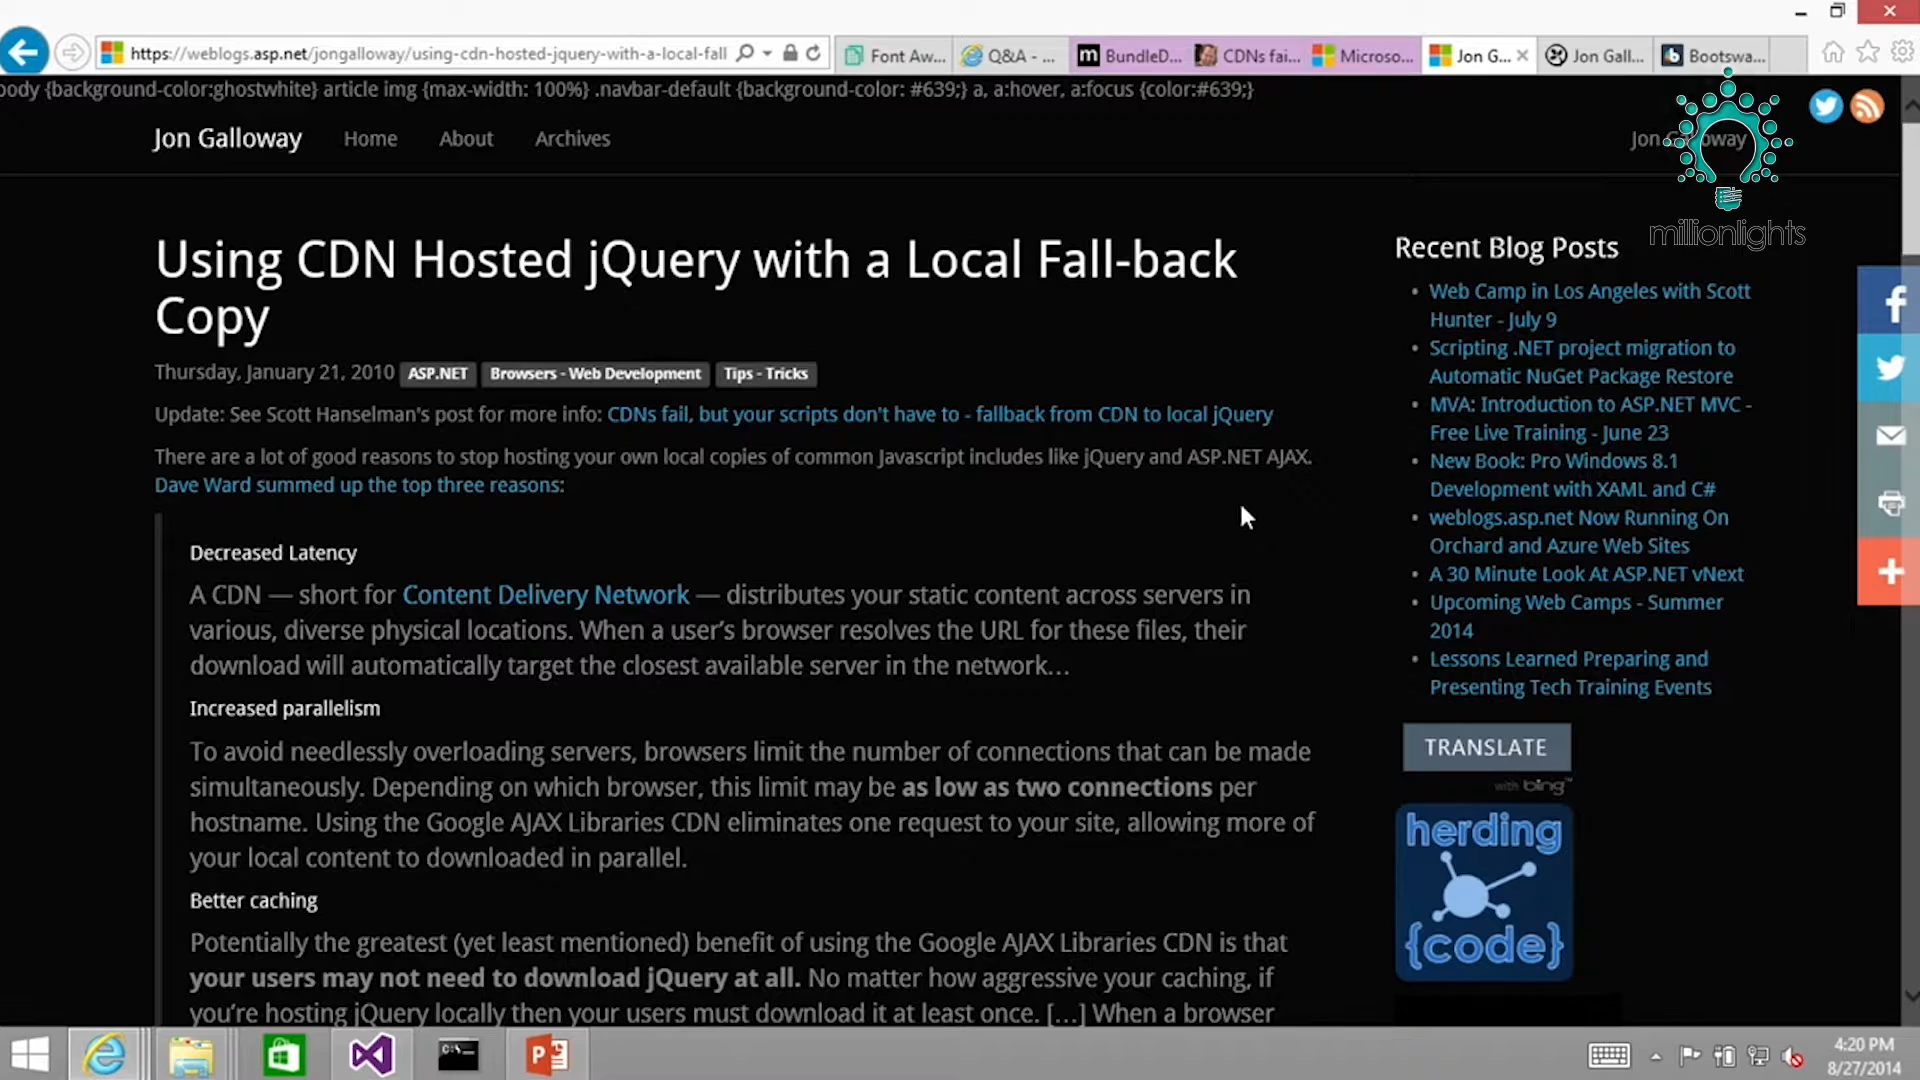 https://weblogs.asp.net/jongalloway/using-cdn-hosted-jquery-with-a-local-fall
Font Aw...
Q&A - ...
BundleD...
CDNs fai...
Microso...
Jon G...
Jon Gall...
Bootswa...
body {background-color:ghostwhite} article img {max-width: 100%} .navbar-default {background-color: #639;} a, a:hover, a:focus {color:#639;}
Jon Galloway
Home
About
Archives
Jon Galloway
millionlights
Using CDN Hosted jQuery with a Local Fall-back
Copy
Thursday, January 21, 2010 ASP.NET Browsers - Web Development Tips - Tricks
Update: See Scott Hanselman's post for more info: CDNs fail, but your scripts don't have to - fallback from CDN to local jQuery
There are a lot of good reasons to stop hosting your own local copies of common Javascript includes like jQuery and ASP.NET AJAX.
Dave Ward summed up the top three reasons:
Decreased Latency
A CDN — short for Content Delivery Network — distributes your static content across servers in
various, diverse physical locations. When a user's browser resolves the URL for these files, their
download will automatically target the closest available server in the network…
Increased parallelism
To avoid needlessly overloading servers, browsers limit the number of connections that can be made
simultaneously. Depending on which browser, this limit may be as low as two connections per
hostname. Using the Google AJAX Libraries CDN eliminates one request to your site, allowing more of
your local content to downloaded in parallel.
Better caching
Potentially the greatest (yet least mentioned) benefit of using the Google AJAX Libraries CDN is that
your users may not need to download jQuery at all. No matter how aggressive your caching, if
you're hosting jQuery locally then your users must download it at least once. […] When a browser
Recent Blog Posts
Web Camp in Los Angeles with Scott
Hunter - July 9
Scripting .NET project migration to
Automatic NuGet Package Restore
MVA: Introduction to ASP.NET MVC -
Free Live Training - June 23
New Book: Pro Windows 8.1
Development with XAML and C#
weblogs.asp.net Now Running On
Orchard and Azure Web Sites
A 30 Minute Look At ASP.NET vNext
Upcoming Web Camps - Summer
2014
Lessons Learned Preparing and
Presenting Tech Training Events
TRANSLATE
with bing™
herding
{code}
4:20 PM
8/27/2014